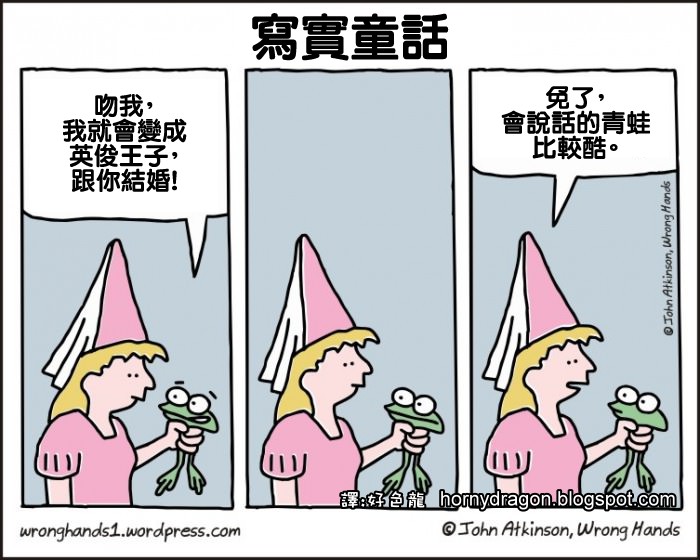 寫實童話
吻我，
我就會變成
英俊王子，
跟你結婚！
免了，
會說話的青蛙
比較酷。
© John Atkinson, Wrong Hands
譯:好色龍 hornydragon.blogspot.com
wronghands1.wordpress.com
© John Atkinson, Wrong Hands